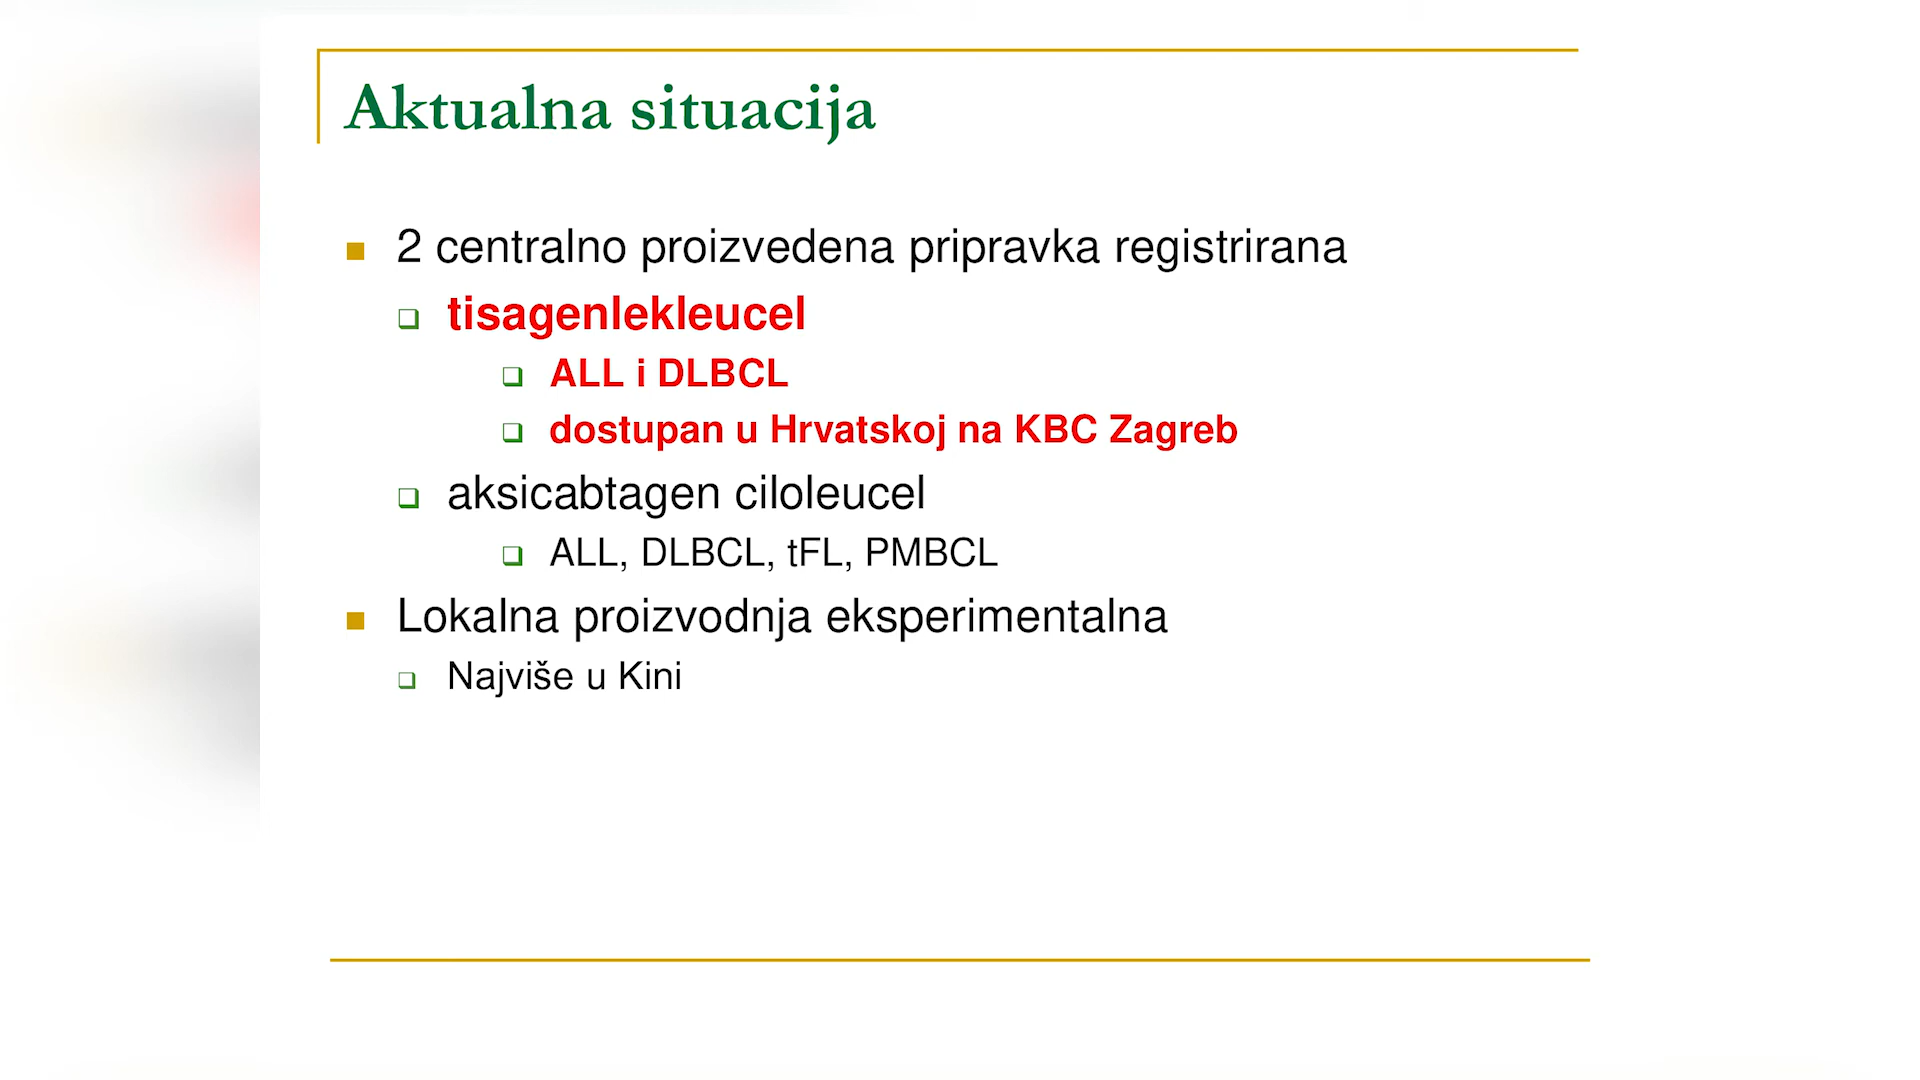 Aktualna situacija
2 centralno proizvedena pripravka registrirana
tisagenlekleucel
ALL i DLBCL
dostupan u Hrvatskoj na KBC Zagreb
aksicabtagen ciloleucel
ALL, DLBCL, tFL, PMBCL
Lokalna proizvodnja eksperimentalna
Najviše u Kini